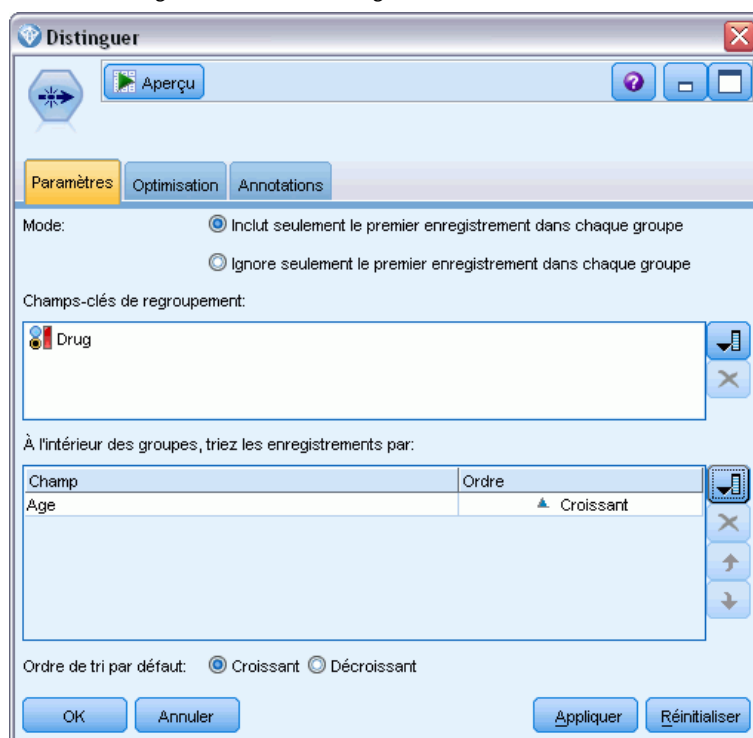 Distinguer
Aperçu
Paramètres Optimisation Annotations
Mode: Inclut seulement le premier enregistrement dans chaque groupe
Ignore seulement le premier enregistrement dans chaque groupe
Champs-clés de regroupement:
Drug
À l'intérieur des groupes, triez les enregistrements par:
Champ Ordre
Age Croissant
Ordre de tri par défaut: Croissant Décroissant
OK Annuler Appliquer Réinitialiser